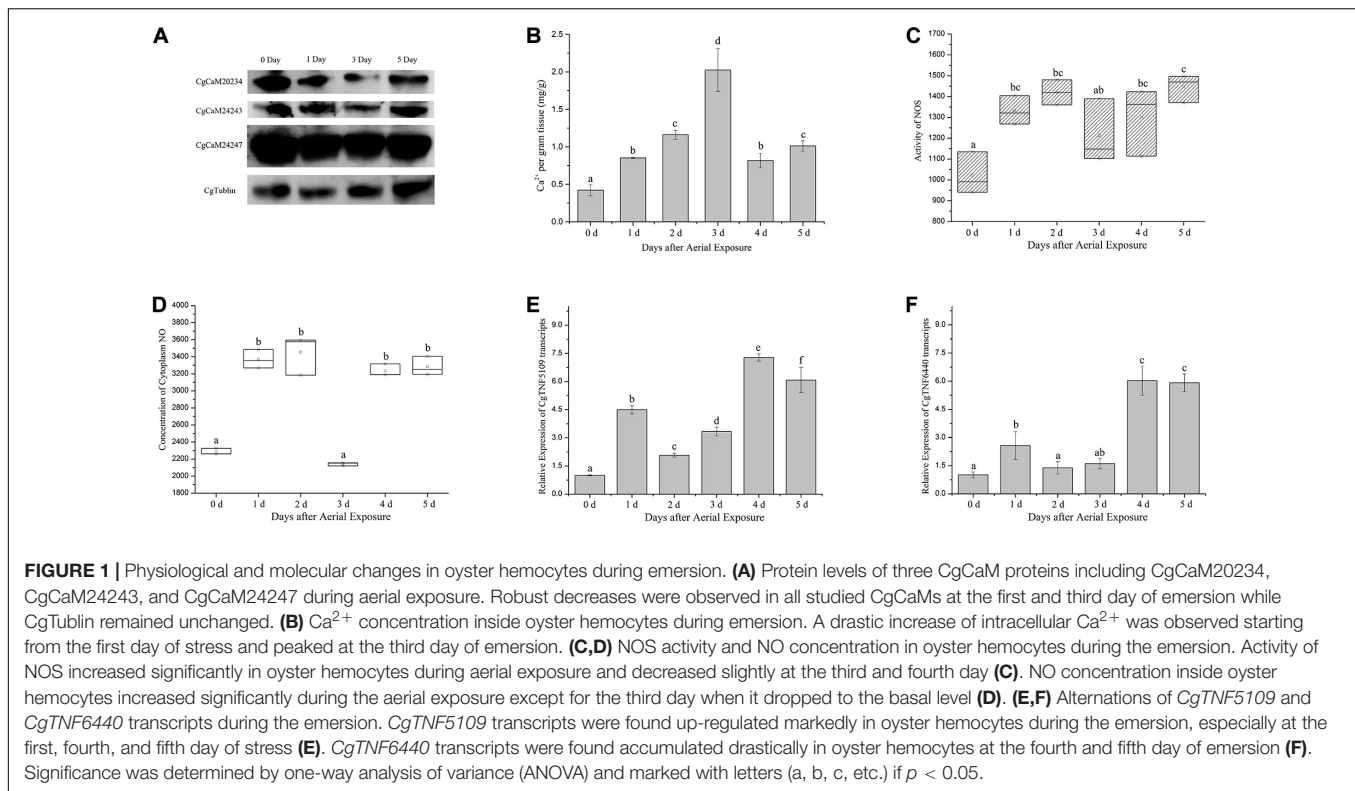 A
0 Day 1 Day 3 Day 5 Day
CgCaM20234
CgCaM24243
CgCaM24247
CgTublin
B
Ca²⁺ per gram tissue (mg/g)
2.5
2.0
1.5
1.0
0.5
0.0
a
b
c
d
b
c
0 d 1 d 2 d 3 d 4 d 5 d
Days after Aerial Exposure
C
Activity of NOS
1700
1600
1500
1400
1300
1200
1100
1000
900
800
a
bc
bc
ab
bc
c
0 d 1 d 2 d 3 d 4 d 5 d
Days after Aerial Exposure
D
Concentration of Cytoplasm NO
4000
3800
3600
3400
3200
3000
2800
2600
2400
2200
2000
1800
a
b
b
a
b
b
0 d 1 d 2 d 3 d 4 d 5 d
Days after Aerial Exposure
E
Relative Expression of CgTNF5109 transcripts
9.0
7.5
6.0
4.5
3.0
1.5
0.0
a
b
c
d
e
f
0 d 1 d 2 d 3 d 4 d 5 d
Days after Aerial Exposure
F
Relative Expression of CgTNF6440 transcripts
9.0
7.5
6.0
4.5
3.0
1.5
0.0
a
b
a
ab
c
c
0 d 1 d 2 d 3 d 4 d 5 d
Days after Aerial Exposure
FIGURE 1 | Physiological and molecular changes in oyster hemocytes during emersion. (A) Protein levels of three CgCaM proteins including CgCaM20234,
CgCaM24243, and CgCaM24247 during aerial exposure. Robust decreases were observed in all studied CgCaMs at the first and third day of emersion while
CgTublin remained unchanged. (B) Ca²⁺ concentration inside oyster hemocytes during emersion. A drastic increase of intracellular Ca²⁺ was observed starting
from the first day of stress and peaked at the third day of emersion. (C,D) NOS activity and NO concentration in oyster hemocytes during the emersion. Activity of
NOS increased significantly in oyster hemocytes during aerial exposure and decreased slightly at the third and fourth day (C). NO concentration inside oyster
hemocytes increased significantly during the aerial exposure except for the third day when it dropped to the basal level (D). (E,F) Alternations of CgTNF5109 and
CgTNF6440 transcripts during the emersion. CgTNF5109 transcripts were found up-regulated markedly in oyster hemocytes during the emersion, especially at the
first, fourth, and fifth day of stress (E). CgTNF6440 transcripts were found accumulated drastically in oyster hemocytes at the fourth and fifth day of emersion (F).
Significance was determined by one-way analysis of variance (ANOVA) and marked with letters (a, b, c, etc.) if p < 0.05.